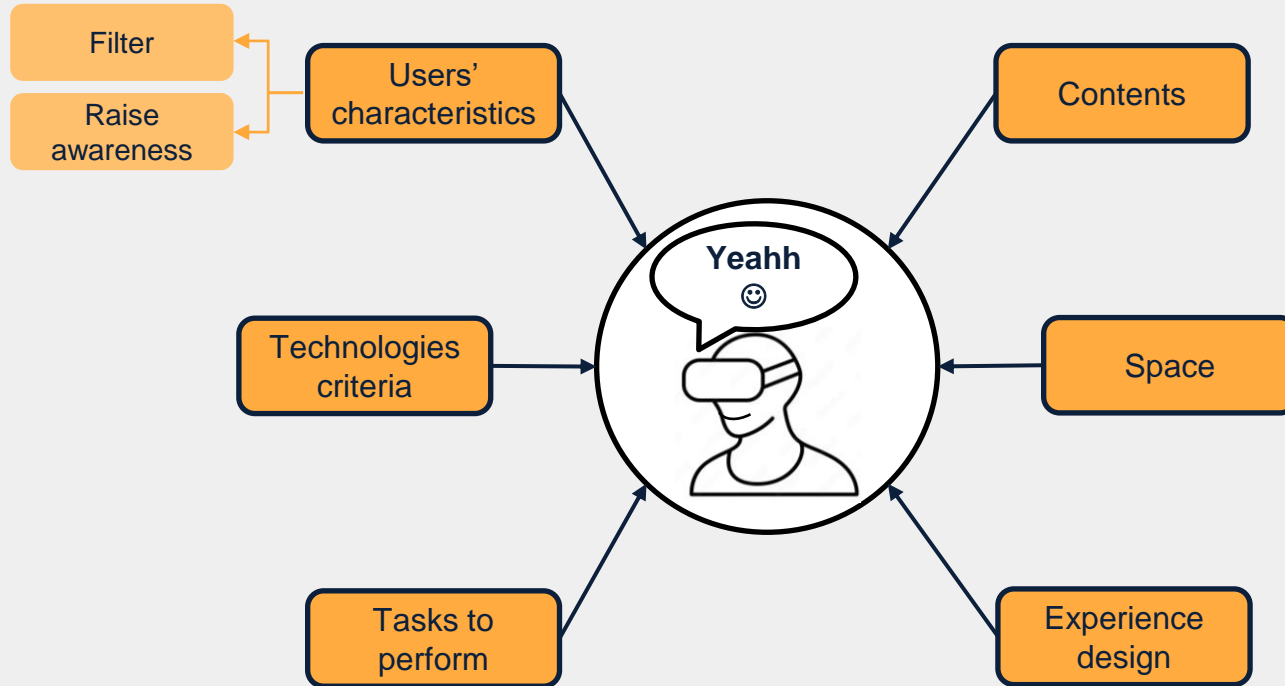 Filter
Raise
awareness
Users’
characteristics
Contents
Yeahh
☺
Technologies
criteria
Space
Tasks to
perform
Experience
design